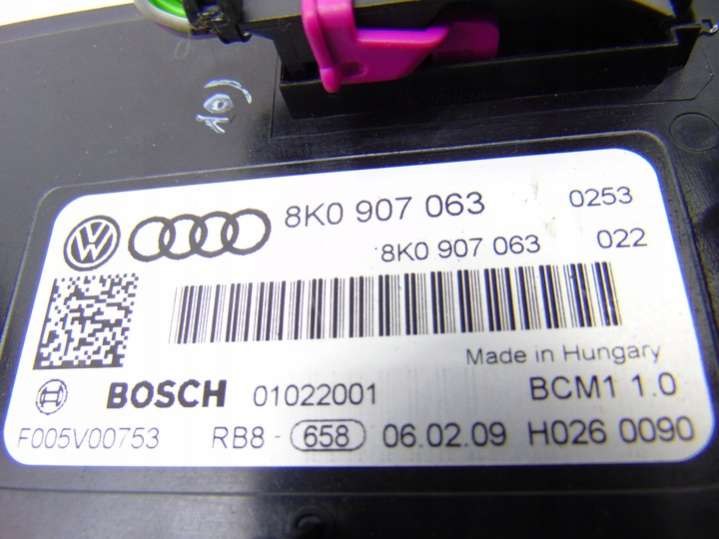 8K0 907 063 0253
8K0 907 063 022
Made in Hungary
BOSCH 01022001 BCM1 1.0
F005V00753 RB8 - 658 06.02.09 H026 0090